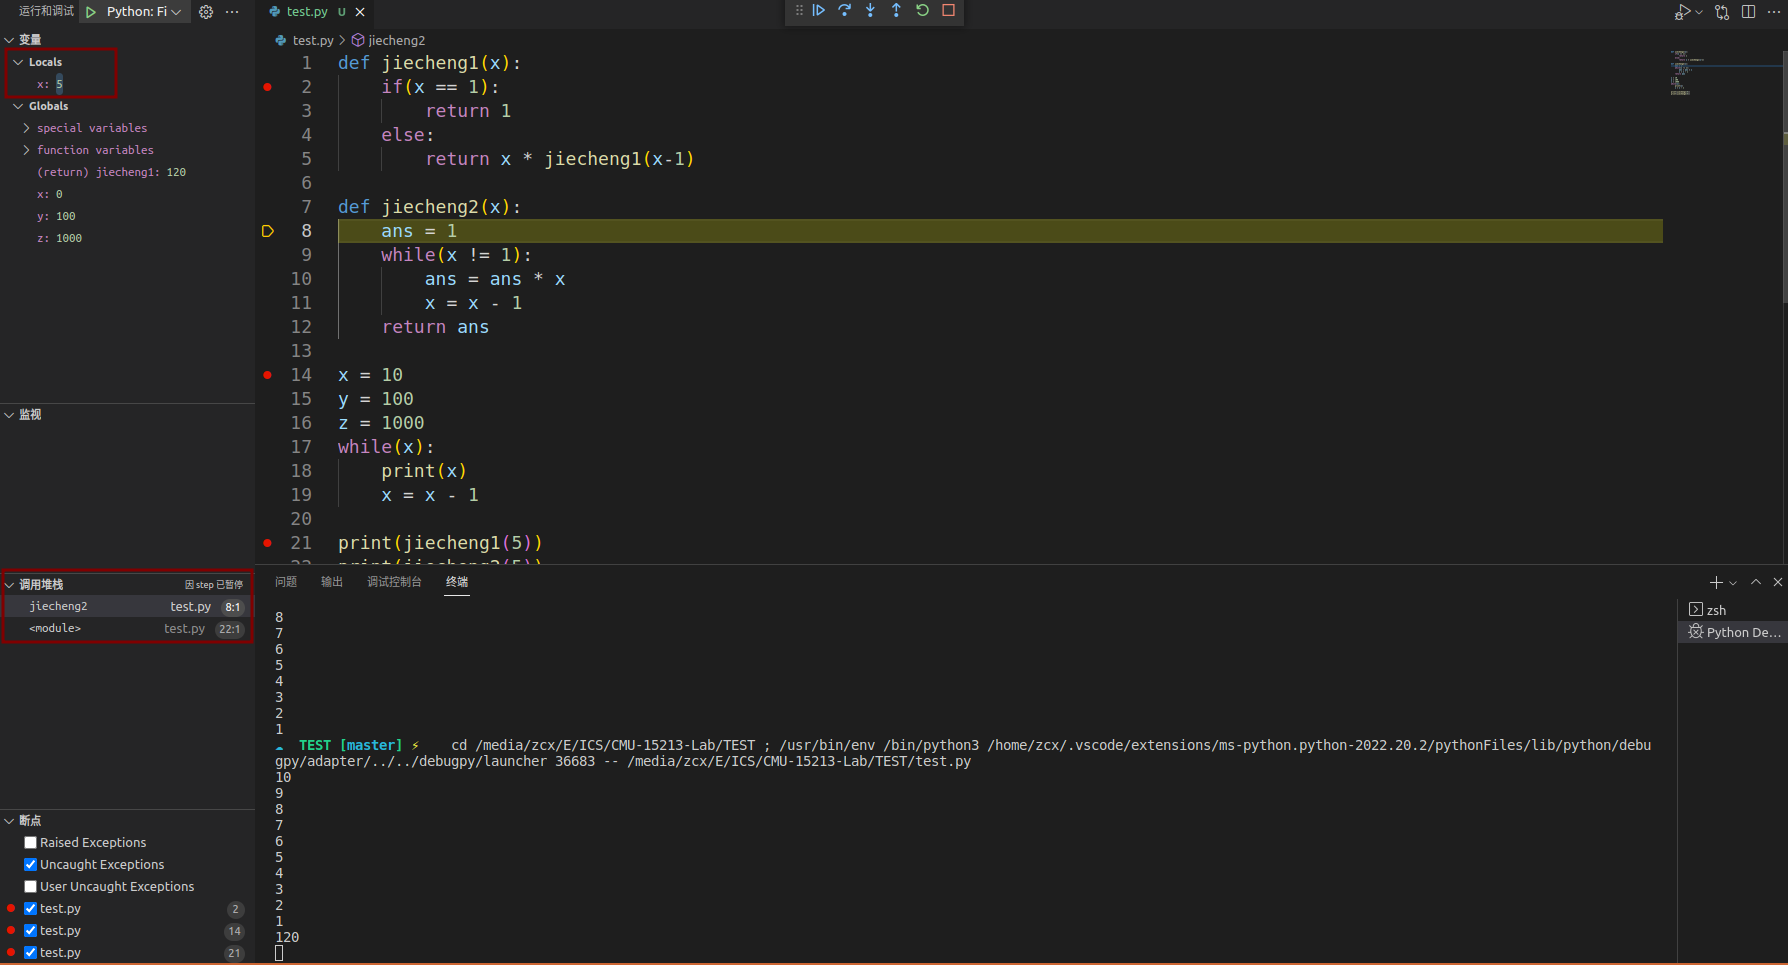 运行和调试 Python: Fi ···
变量
Locals
x: 5
Globals
special variables
function variables
(return) jiecheng1: 120
x: 0
y: 100
z: 1000
监视
调用堆栈 因 step 已暂停
jiecheng2 test.py 8:1
<module> test.py 22:1
断点
Raised Exceptions
Uncaught Exceptions
User Uncaught Exceptions
test.py 2
test.py 14
test.py 21
test.py U
test.py > jiecheng2
1 def jiecheng1(x):
2 if(x == 1):
3 return 1
4 else:
5 return x * jiecheng1(x-1)
6
7 def jiecheng2(x):
8 ans = 1
9 while(x != 1):
10 ans = ans * x
11 x = x - 1
12 return ans
13
14 x = 10
15 y = 100
16 z = 1000
17 while(x):
18 print(x)
19 x = x - 1
20
21 print(jiecheng1(5))
22 print(jiecheng2(5))
问题 输出 调试控制台 终端
8
7
6
5
4
3
2
1
TEST [master] ⚡ cd /media/zcx/E/ICS/CMU-15213-Lab/TEST ; /usr/bin/env /bin/python3 /home/zcx/.vscode/extensions/ms-python.python-2022.20.2/pythonFiles/lib/python/debu
gpy/adapter/../../debugpy/launcher 36683 -- /media/zcx/E/ICS/CMU-15213-Lab/TEST/test.py
10
9
8
7
6
5
4
3
2
1
120
zsh
Python De...